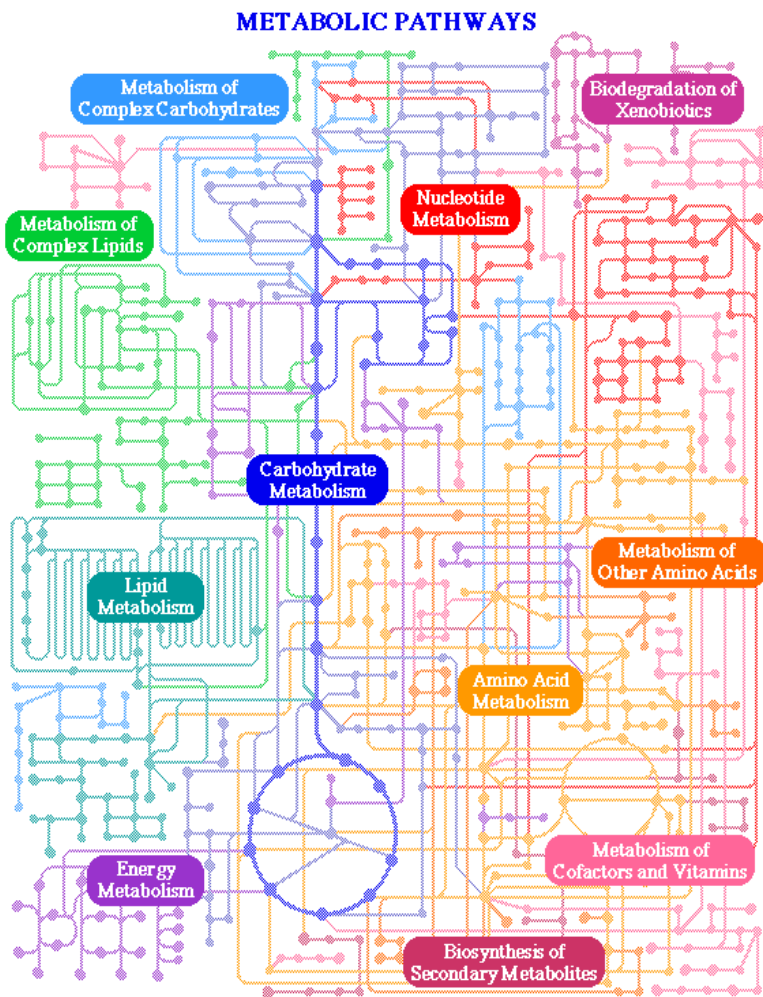 METABOLIC PATHWAYS
Metabolism of
Complex Carbohydrates
Biodegradation of
Xenobiotics
Nucleotide
Metabolism
Metabolism of
Complex Lipids
Carbohydrate
Metabolism
Metabolism of
Other Amino Acids
Lipid
Metabolism
Amino Acid
Metabolism
Metabolism of
Cofactors and Vitamins
Energy
Metabolism
Biosynthesis of
Secondary Metabolites